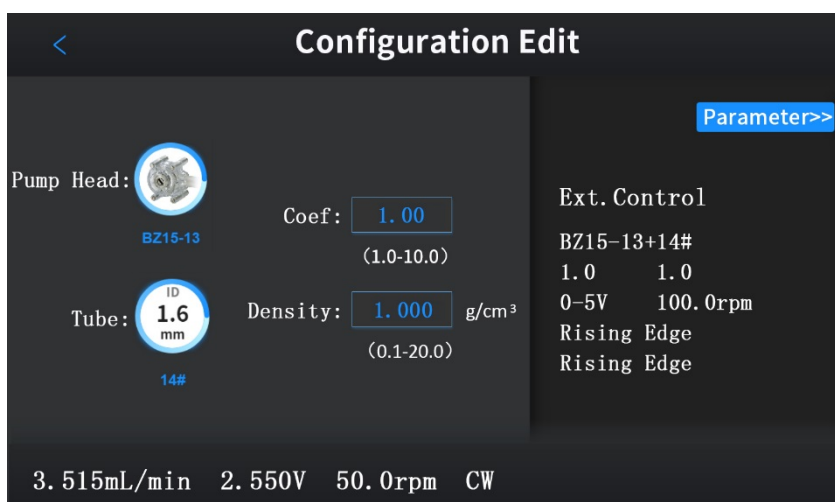 < Configuration Edit
Parameter>>
Pump Head:
BZ15-13
Coef: 1.00
(1.0-10.0)
Tube: ID 1.6 mm
14#
Density: 1.000 g/cm³
(0.1-20.0)
Ext.Control
BZ15-13+14#
1.0 1.0
0-5V 100.0rpm
Rising Edge
Rising Edge
3.515mL/min 2.550V 50.0rpm CW